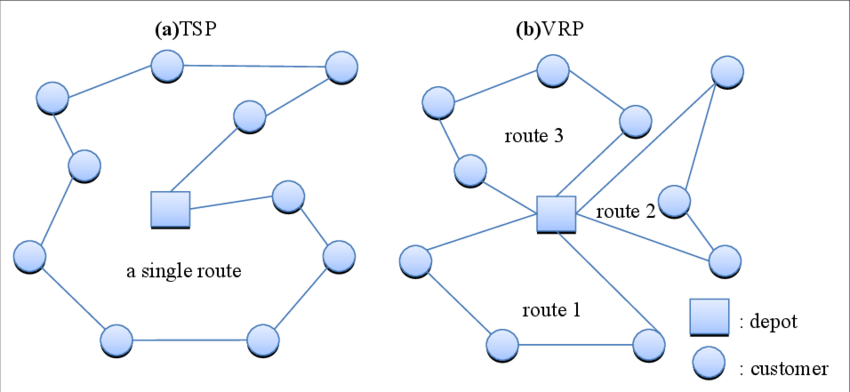 (a)TSP
(b)VRP
route 3
route 2
a single route
route 1
: depot
: customer